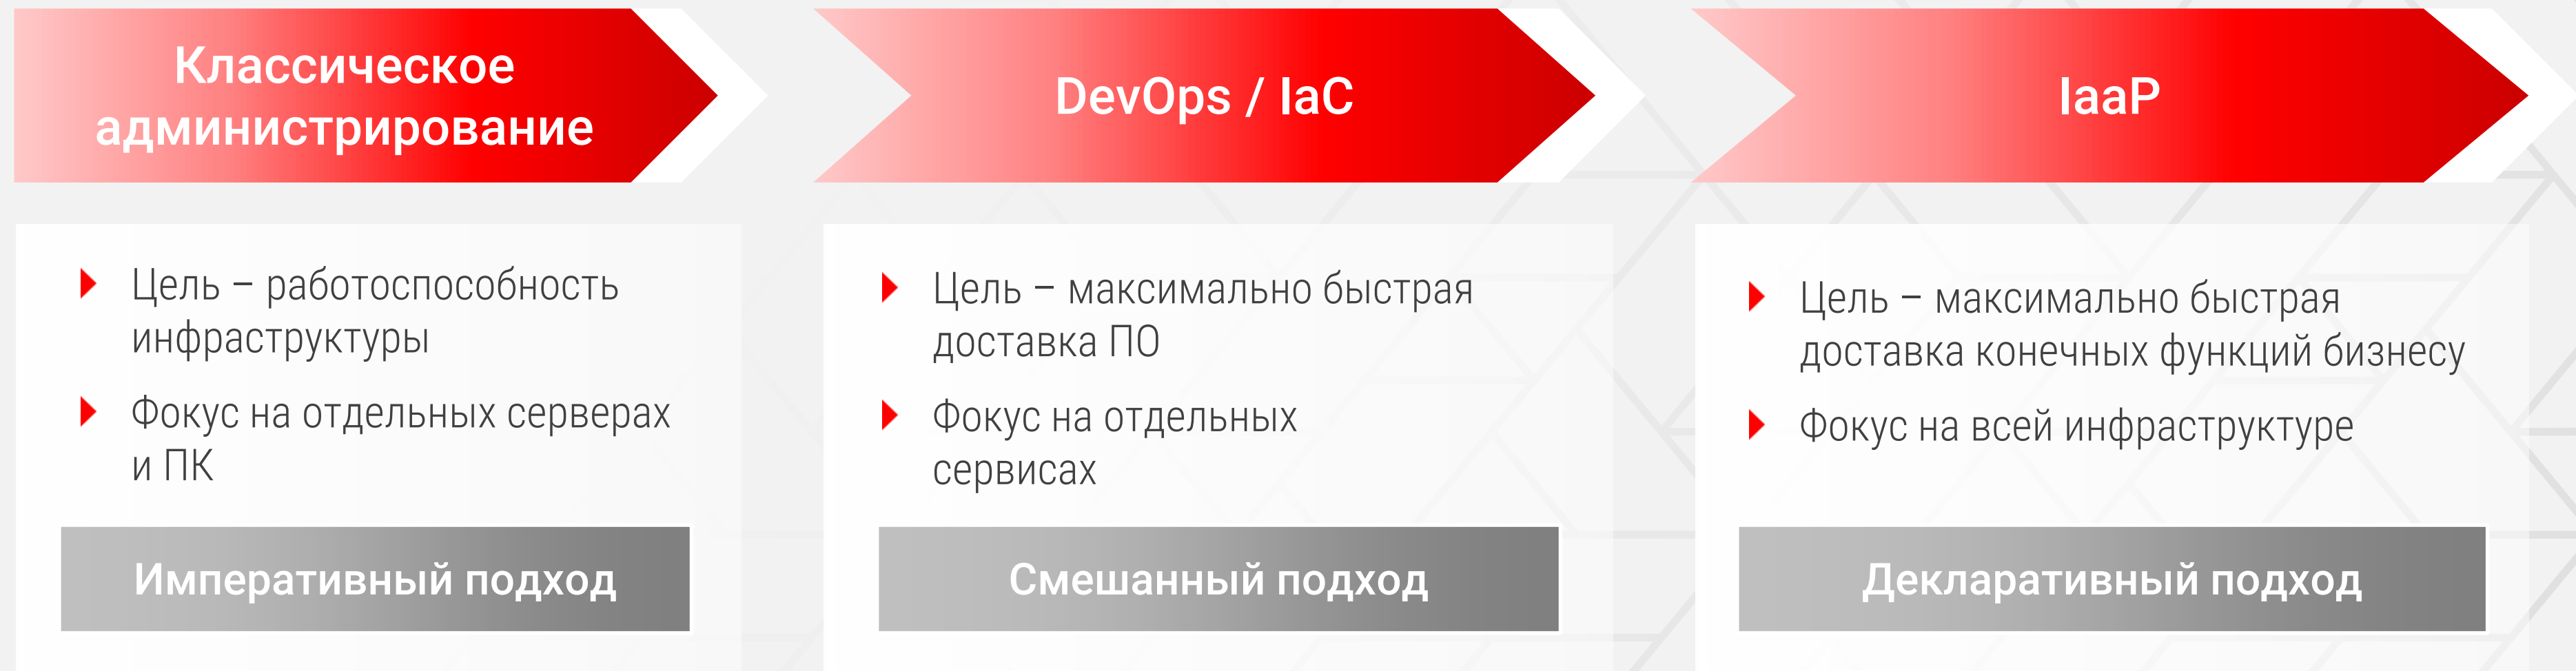 Классическое
администрирование
Цель – работоспособность
инфраструктуры
Фокус на отдельных серверах
и ПК
Императивный подход
DevOps / IaC
Цель – максимально быстрая
доставка ПО
Фокус на отдельных
сервисах
Смешанный подход
IaaP
Цель – максимально быстрая
доставка конечных функций бизнесу
Фокус на всей инфраструктуре
Декларативный подход